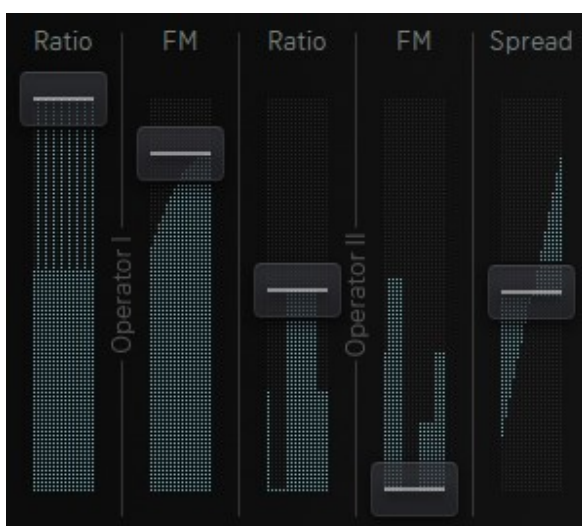 Ratio
FM
Ratio
FM
Spread
Operator I
Operator II